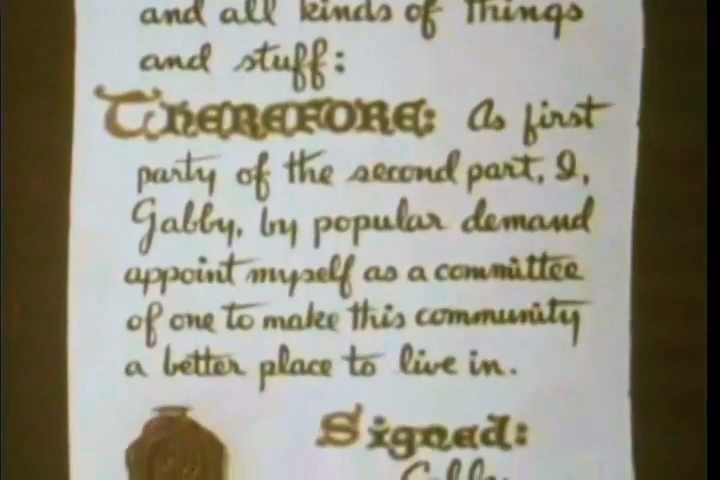 and all kinds of things
and stuff:
Therefore: As first
party of the second part, I,
Gabby, by popular demand
appoint myself as a committee
of one to make this community
a better place to live in.
Signed:
Gabby